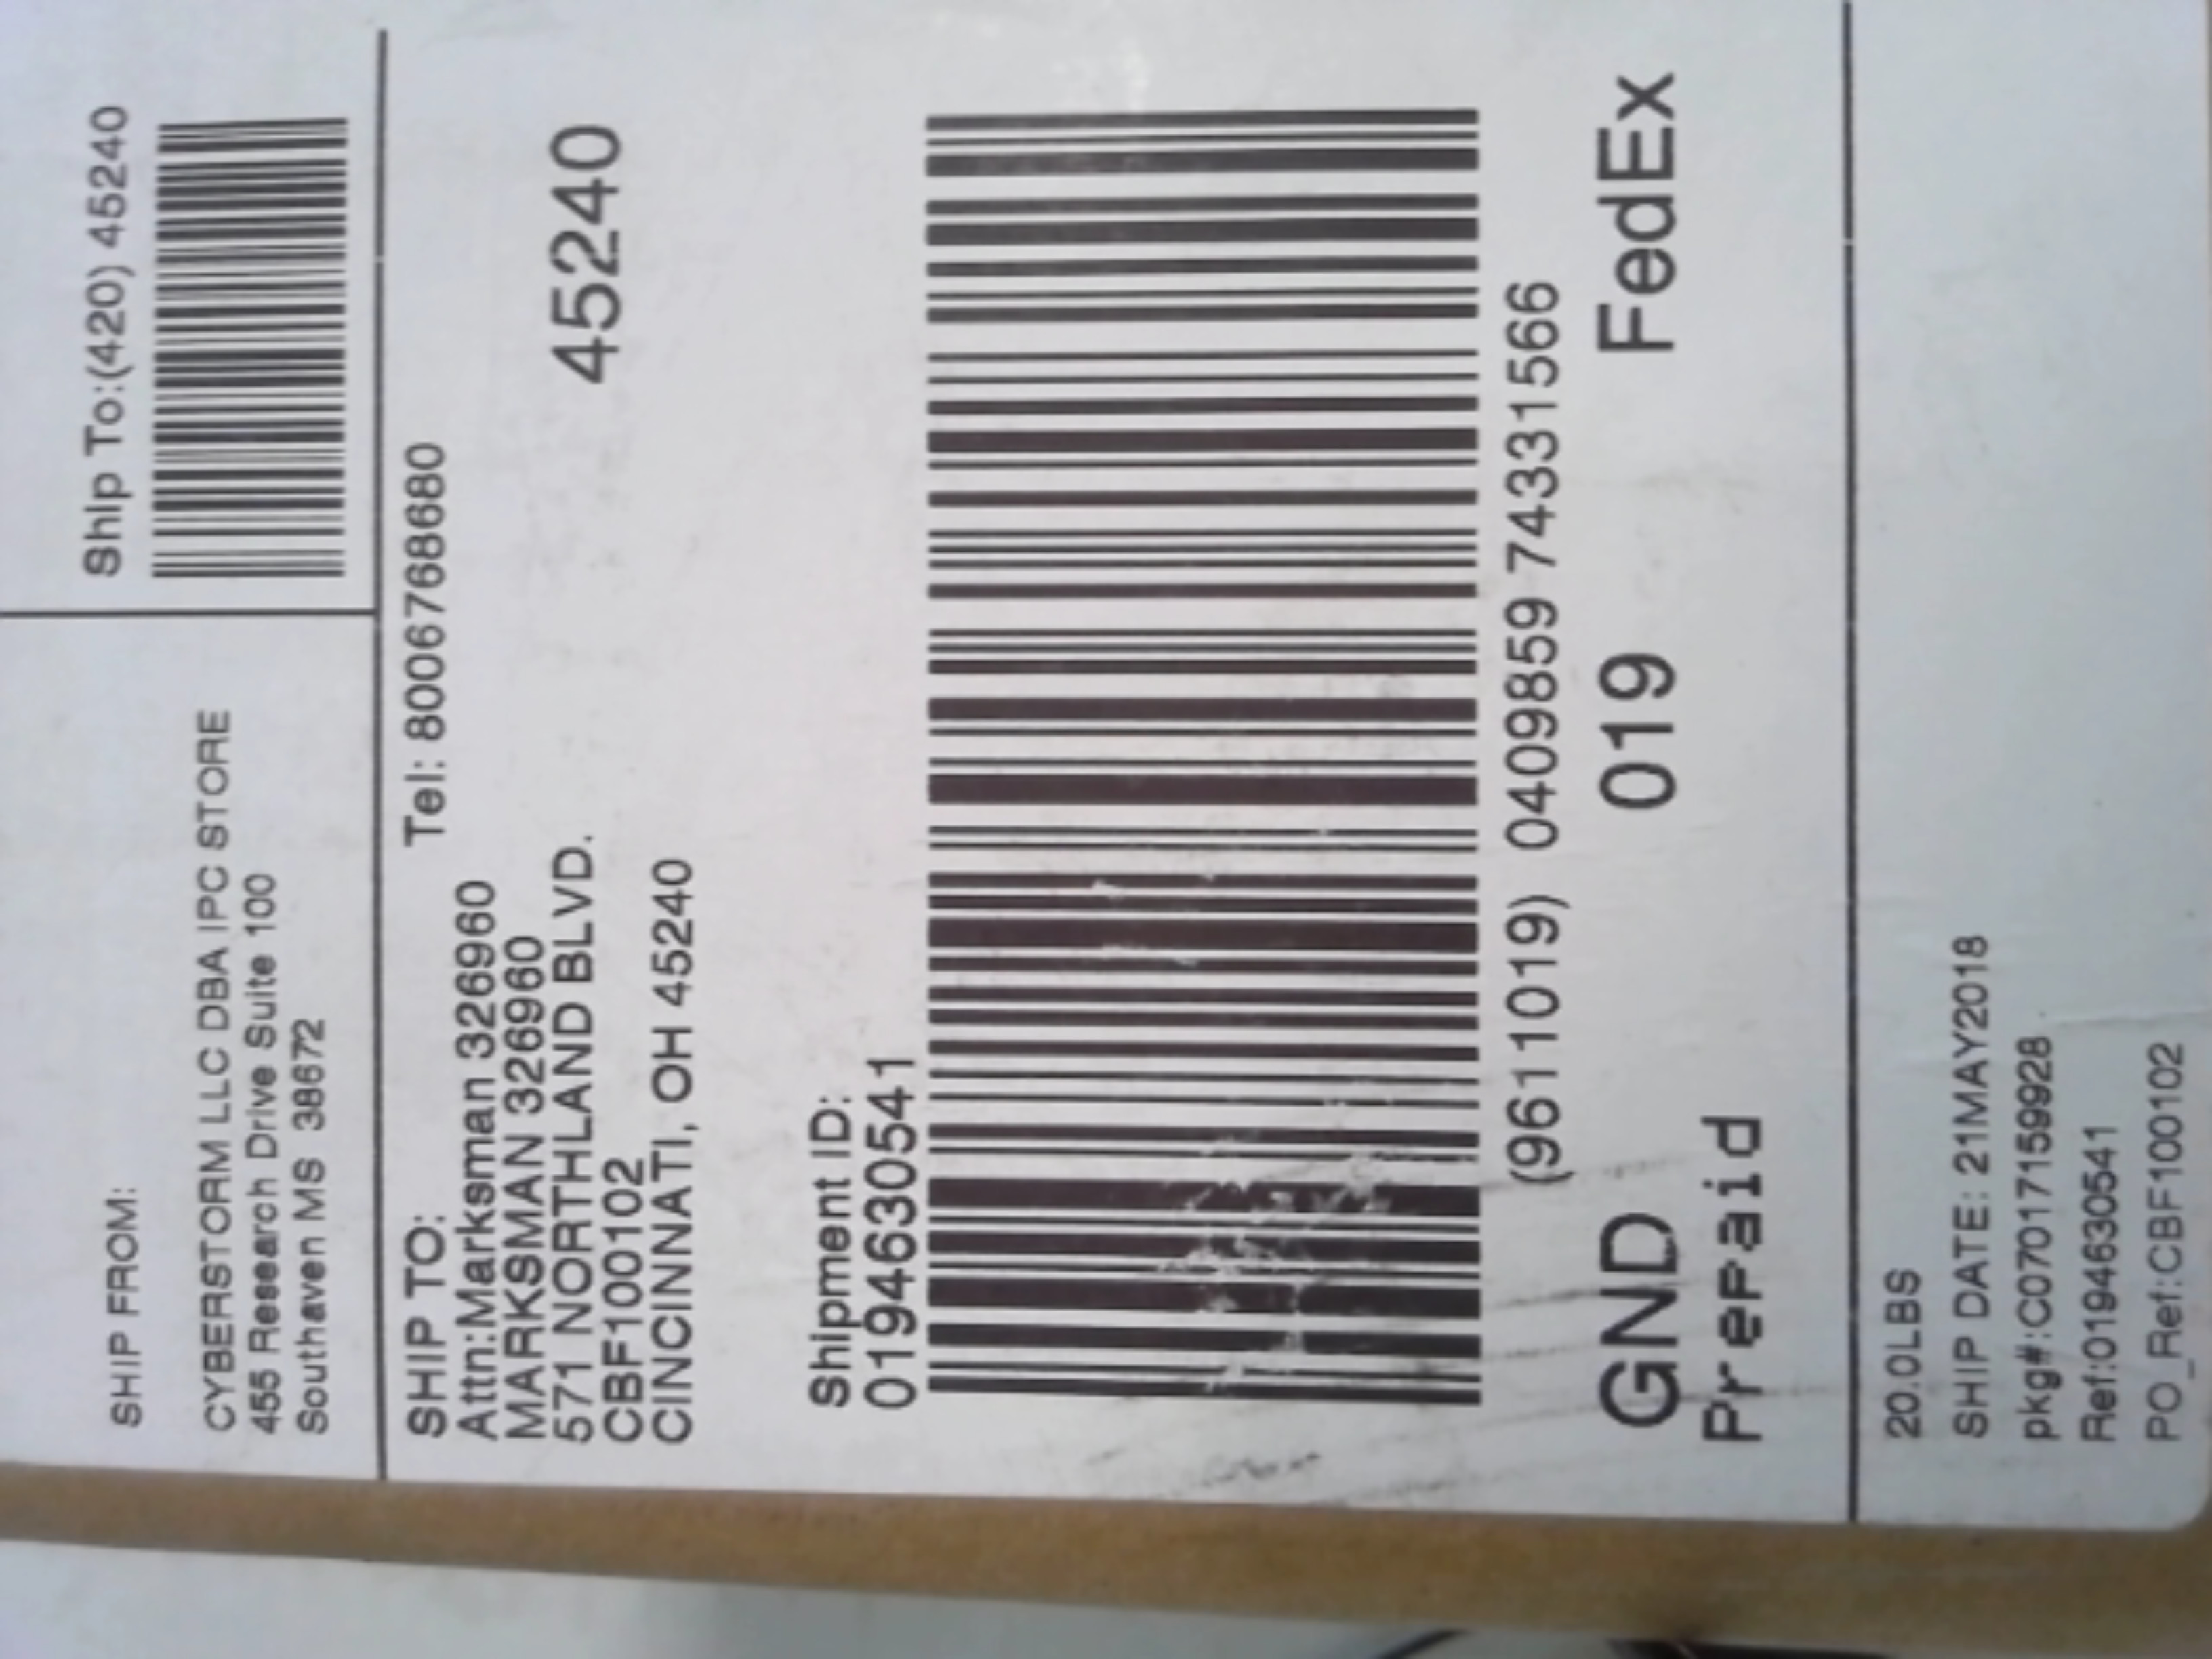 SHIP FROM:
CYBERSTORM LLC DBA IPC STORE
455 Research Drive Suite 100
Southaven MS 38672
Ship To:(420) 45240
SHIP TO:
Tel: 8006768680
Attn:Marksman 326960
MARKSMAN 326960
571 NORTHLAND BLVD.
CBF100102
CINCINNATI, OH 45240
45240
Shipment ID:
0194630541
(9611019) 0409859 74331566
GND 019 FedEx
Prepaid
20.0LBS
SHIP DATE: 21MAY2018
pkg#:C07017159928
Ref:0194630541
PO_Ref:CBF100102